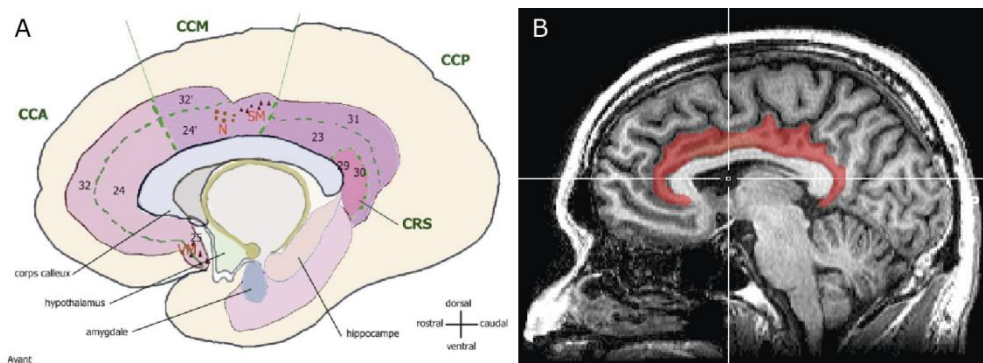 A
CCM
B
CCP
CCA
32'
31
SM
N
24'
23
29
30
32
24
CRS
25
VM
corps calleux
hypothalamus
dorsal
rostral
caudal
ventral
amygdale
hippocampe
Avant